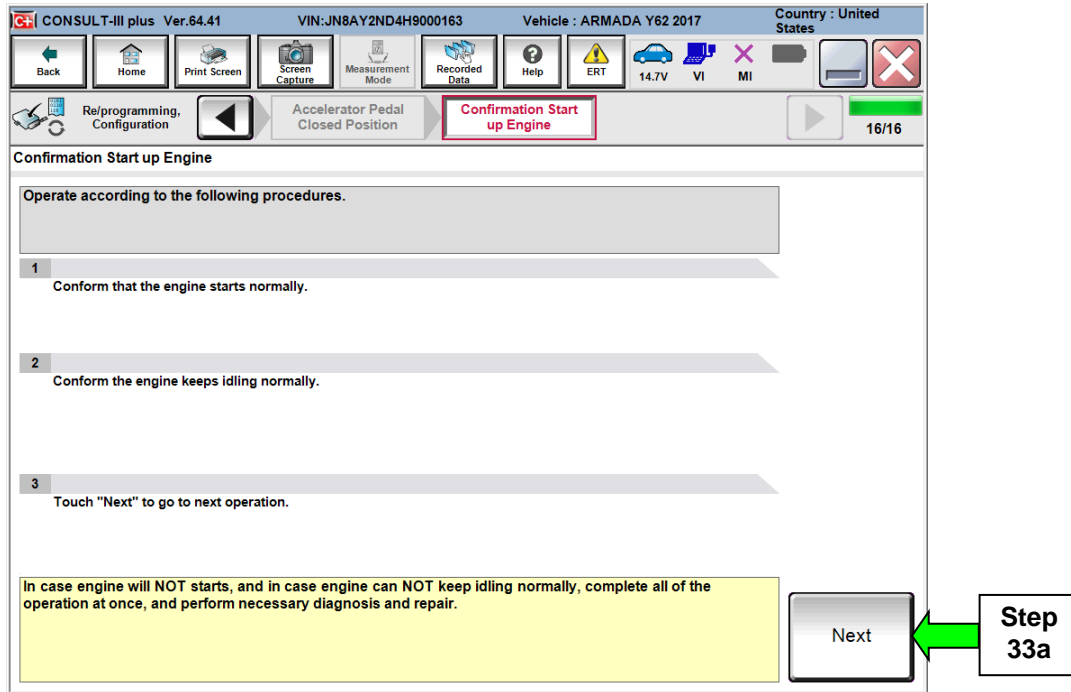 CONSULT-III plus Ver.64.41
VIN:JN8AY2ND4H9000163
Vehicle : ARMADA Y62 2017
Country : United
States
Back
Home
Print Screen
Screen
Capture
Measurement
Mode
Recorded
Data
Help
ERT
14.7V
VI
MI
Re/programming,
Configuration
Accelerator Pedal
Closed Position
Confirmation Start
up Engine
16/16
Confirmation Start up Engine
Operate according to the following procedures.
1
Conform that the engine starts normally.
2
Conform the engine keeps idling normally.
3
Touch "Next" to go to next operation.
In case engine will NOT starts, and in case engine can NOT keep idling normally, complete all of the
operation at once, and perform necessary diagnosis and repair.
Next
Step
33a